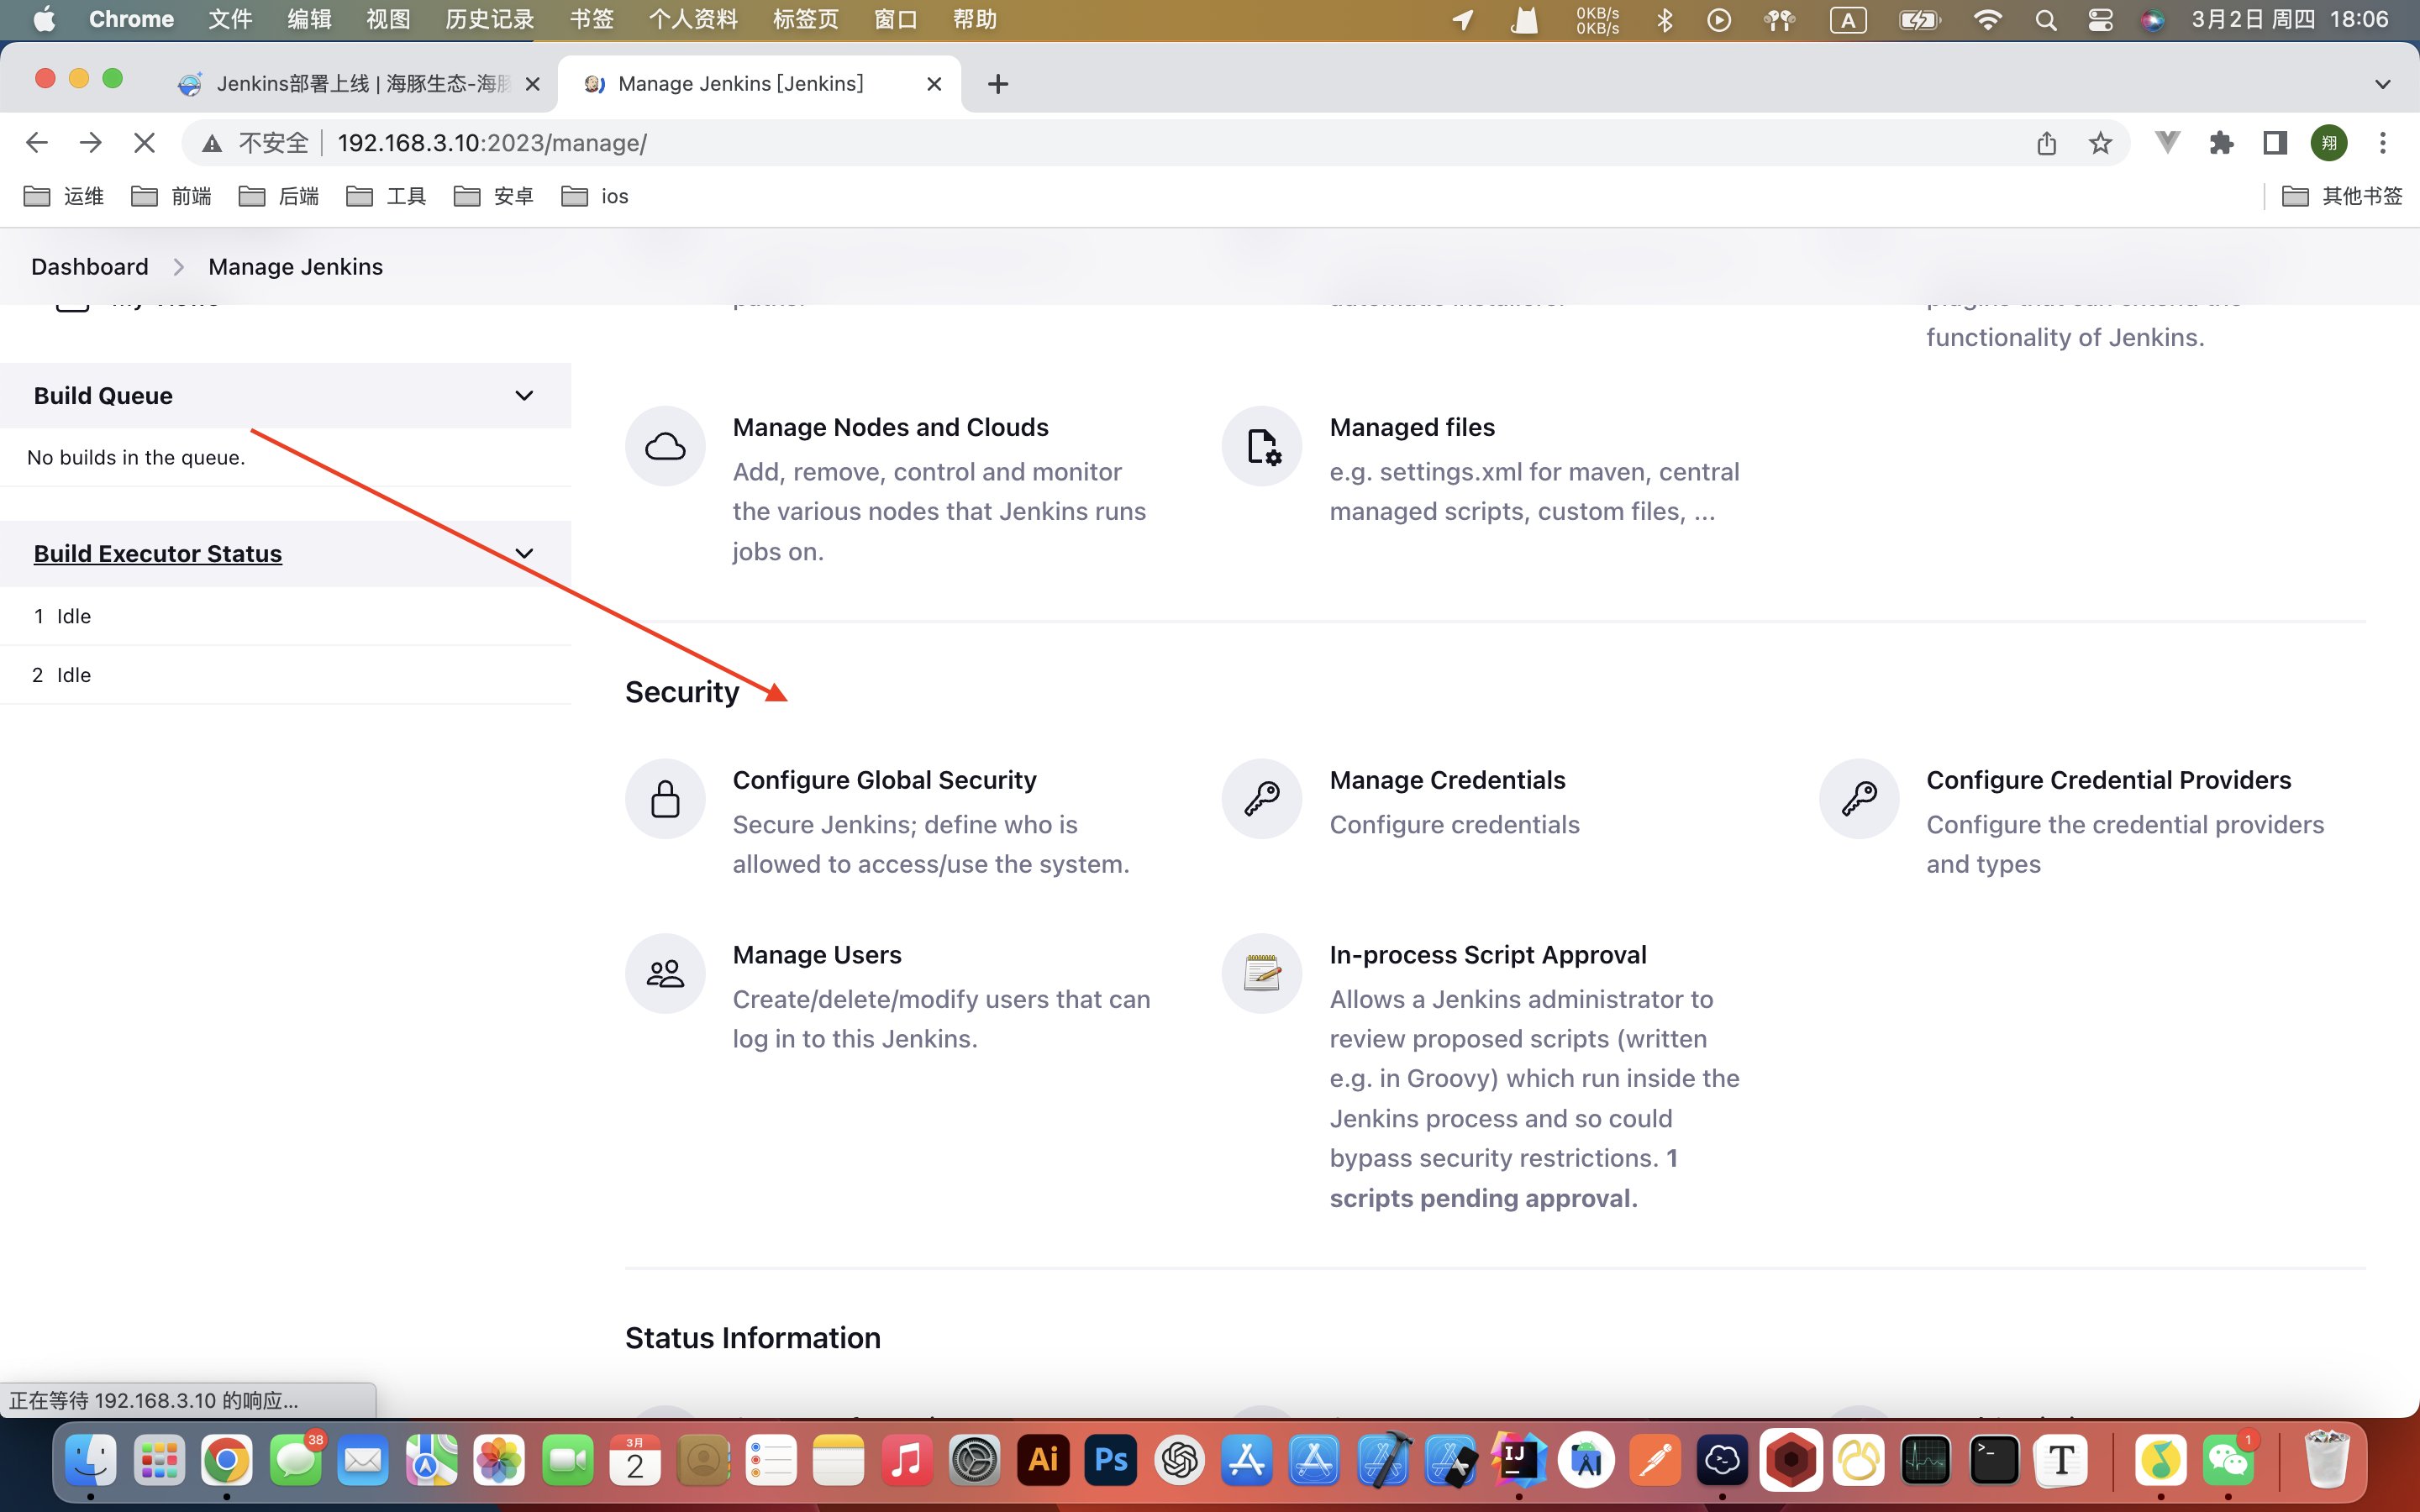 Chrome 文件 编辑 视图 历史记录 书签 个人资料 标签页 窗口 帮助
0KB/s
0KB/s
A
3月2日 周四 18:06
Jenkins部署上线 | 海豚生态-海豚
Manage Jenkins [Jenkins]
不安全 192.168.3.10:2023/manage/
翔
运维 前端 后端 工具 安卓 ios 其他书签
Dashboard Manage Jenkins
functionality of Jenkins.
Build Queue
No builds in the queue.
Build Executor Status
1 Idle
2 Idle
Manage Nodes and Clouds
Add, remove, control and monitor
the various nodes that Jenkins runs
jobs on.
Managed files
e.g. settings.xml for maven, central
managed scripts, custom files, ...
Security
Configure Global Security
Secure Jenkins; define who is
allowed to access/use the system.
Manage Credentials
Configure credentials
Configure Credential Providers
Configure the credential providers
and types
Manage Users
Create/delete/modify users that can
log in to this Jenkins.
In-process Script Approval
Allows a Jenkins administrator to
review proposed scripts (written
e.g. in Groovy) which run inside the
Jenkins process and so could
bypass security restrictions. 1
scripts pending approval.
Status Information
正在等待 192.168.3.10 的响应...
38
3月
2
Ai
Ps
IJ
>_
T
1